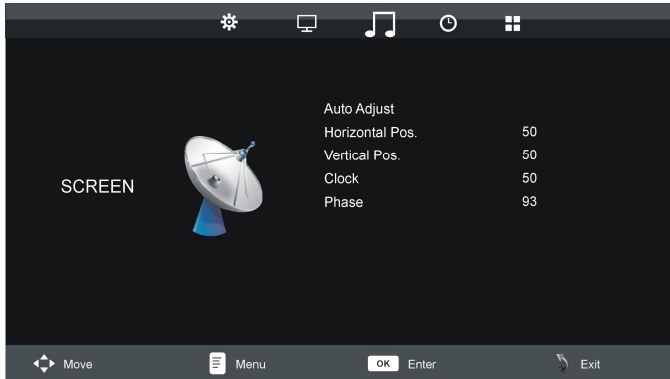 SCREEN
Auto Adjust
Horizontal Pos. 50
Vertical Pos. 50
Clock 50
Phase 93
Move Menu OK Enter Exit